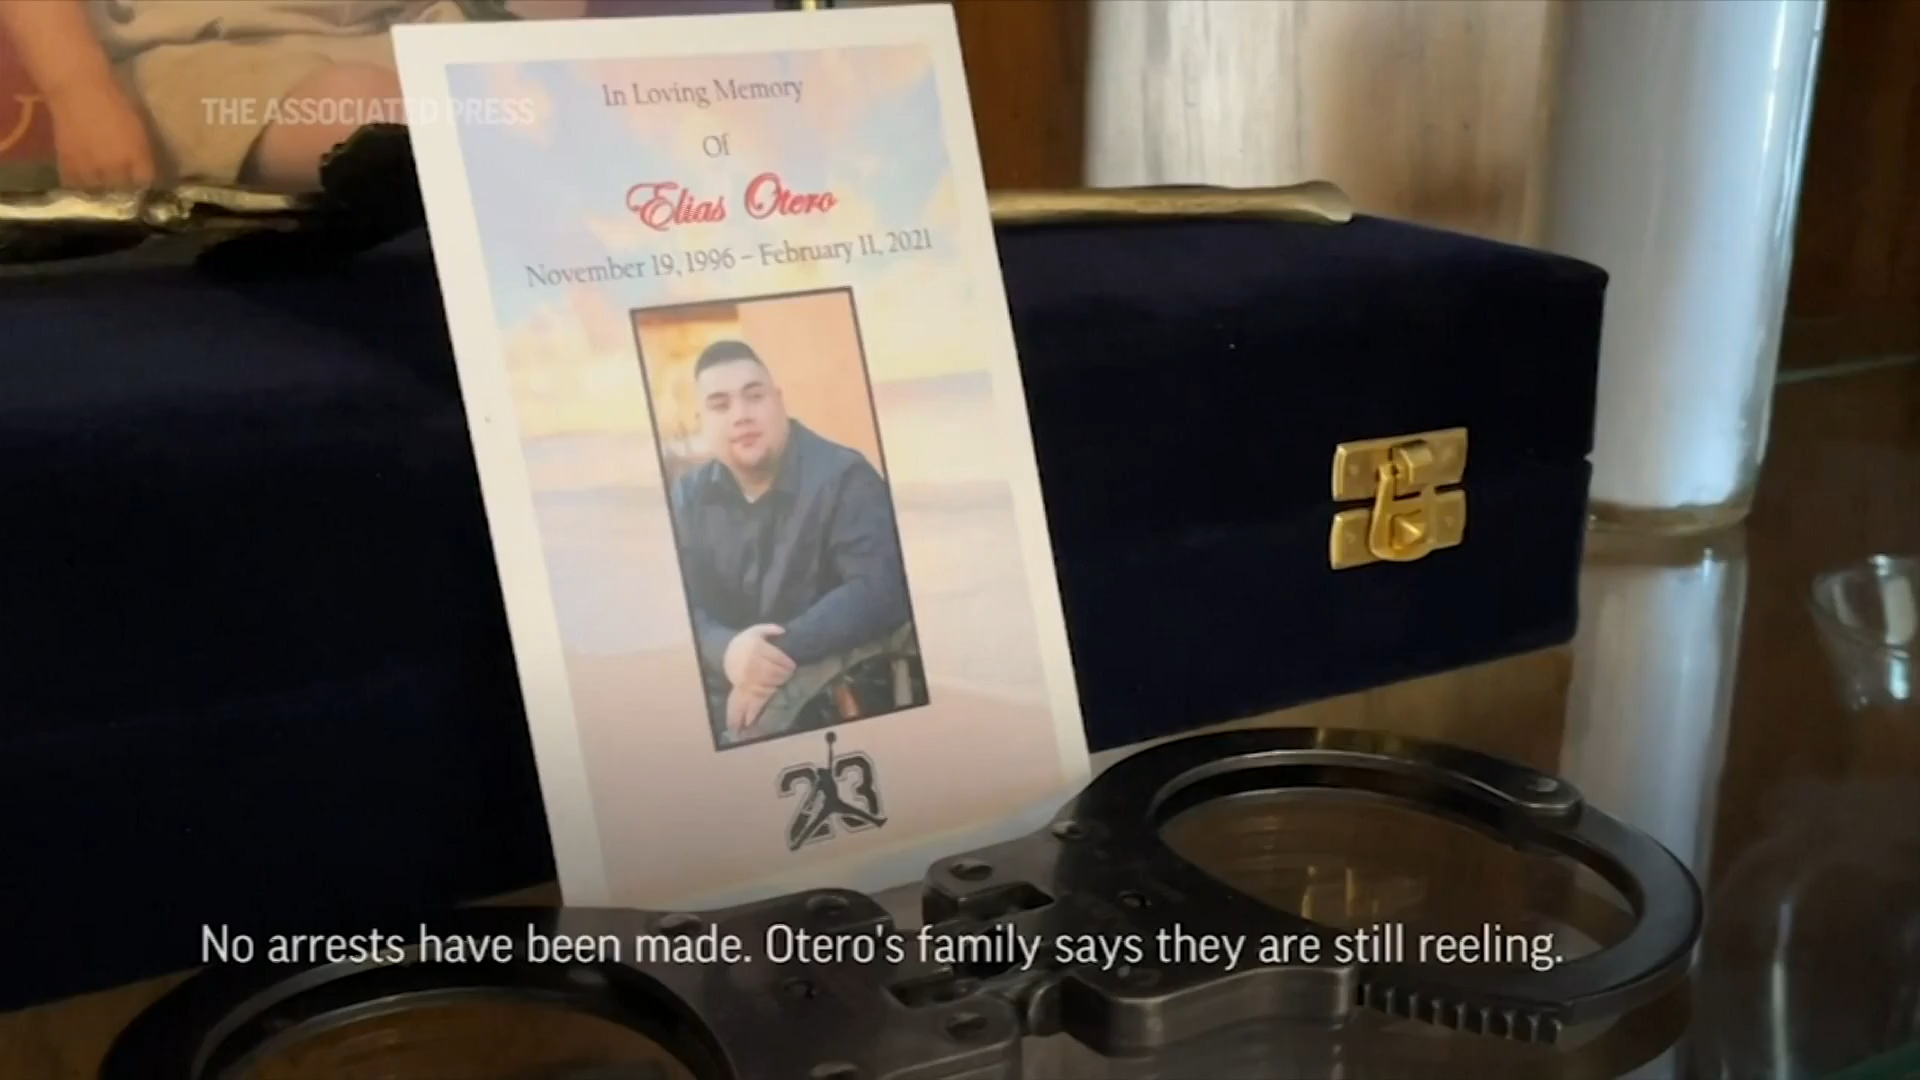 THE ASSOCIATED PRESS
In Loving Memory
Of
Elias Otero
November 19, 1996 – February 11, 2021
23
No arrests have been made. Otero's family says they are still reeling.